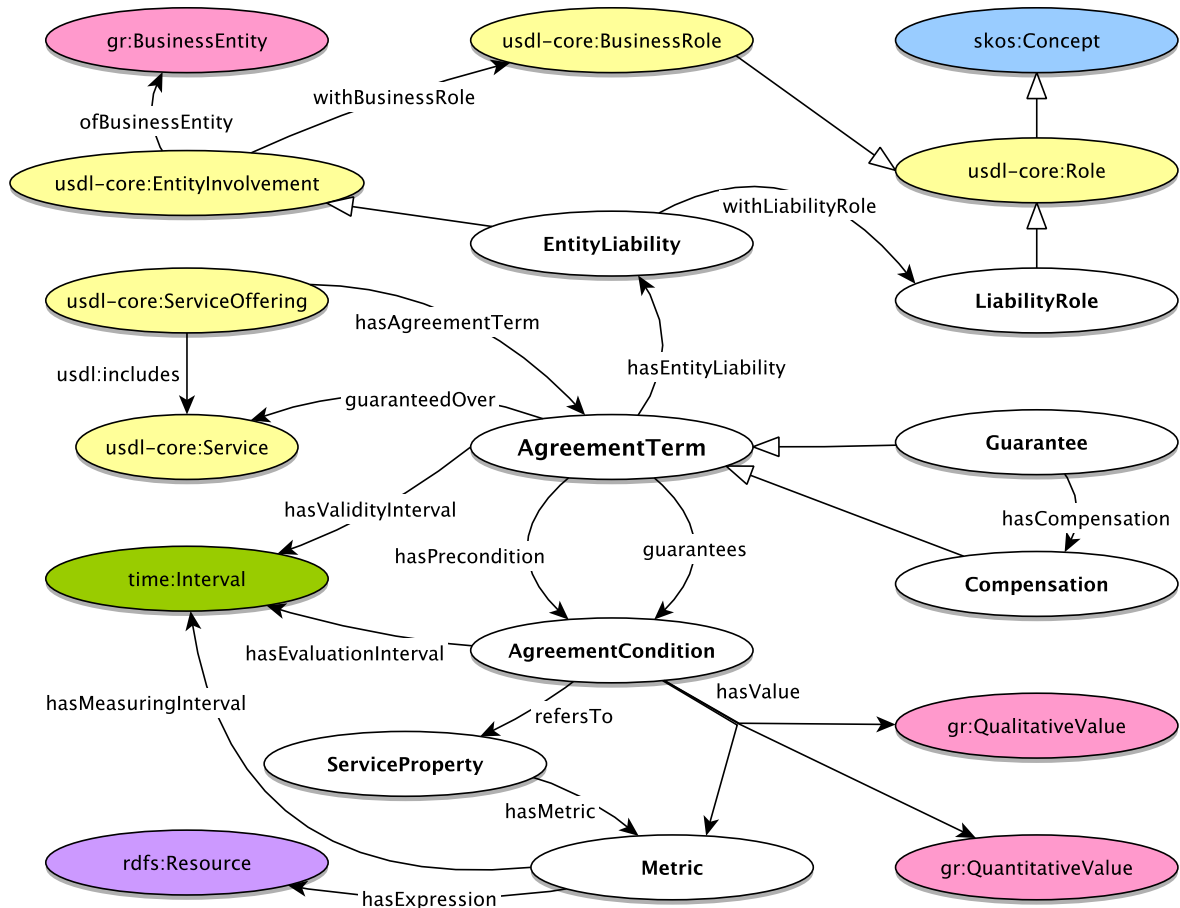 gr:BusinessEntity
usdl-core:BusinessRole
skos:Concept
withBusinessRole
ofBusinessEntity
usdl-core:EntityInvolvement
usdl-core:Role
withLiabilityRole
EntityLiability
usdl-core:ServiceOffering
LiabilityRole
hasAgreementTerm
usdl:includes
hasEntityLiability
guaranteedOver
usdl-core:Service
AgreementTerm
Guarantee
hasValidityInterval
hasCompensation
hasPrecondition
guarantees
time:Interval
Compensation
hasEvaluationInterval
AgreementCondition
hasMeasuringInterval
hasValue
refersTo
gr:QualitativeValue
ServiceProperty
hasMetric
rdfs:Resource
Metric
gr:QuantitativeValue
hasExpression